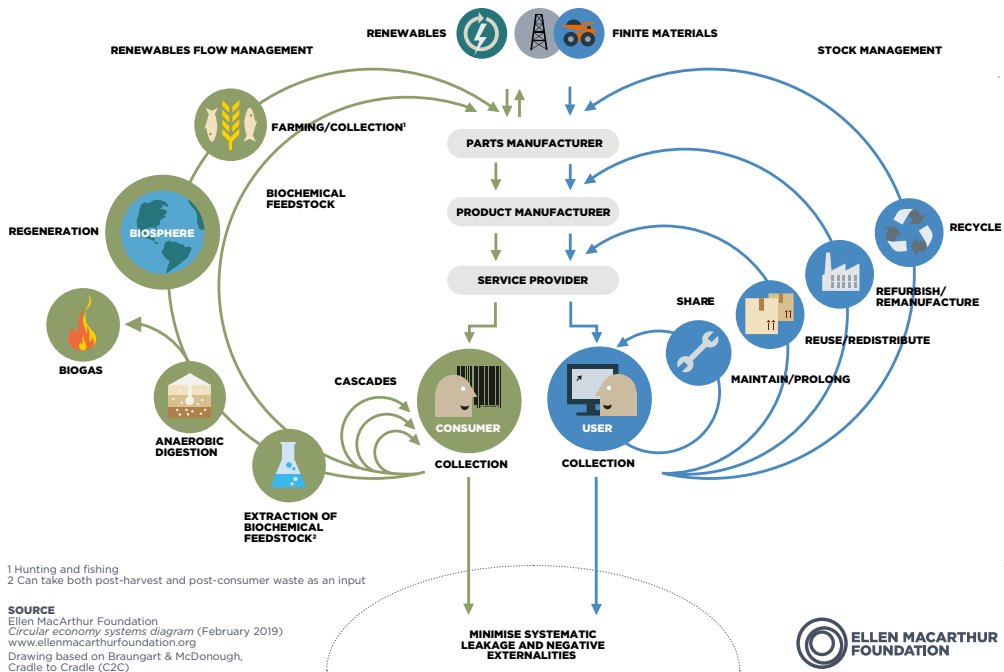 RENEWABLES
FINITE MATERIALS
RENEWABLES FLOW MANAGEMENT
STOCK MANAGEMENT
FARMING/COLLECTION¹
PARTS MANUFACTURER
BIOCHEMICAL
FEEDSTOCK
PRODUCT MANUFACTURER
REGENERATION
BIOSPHERE
RECYCLE
SERVICE PROVIDER
REFURBISH/
REMANUFACTURE
SHARE
REUSE/REDISTRIBUTE
BIOGAS
CASCADES
MAINTAIN/PROLONG
CONSUMER
USER
ANAEROBIC
DIGESTION
COLLECTION
COLLECTION
EXTRACTION OF
BIOCHEMICAL
FEEDSTOCK²
1 Hunting and fishing
2 Can take both post-harvest and post-consumer waste as an input
SOURCE
Ellen MacArthur Foundation
Circular economy systems diagram (February 2019)
www.ellenmacarthurfoundation.org
Drawing based on Braungart & McDonough,
Cradle to Cradle (C2C)
MINIMISE SYSTEMATIC
LEAKAGE AND NEGATIVE
EXTERNALITIES
ELLEN MACARTHUR
FOUNDATION